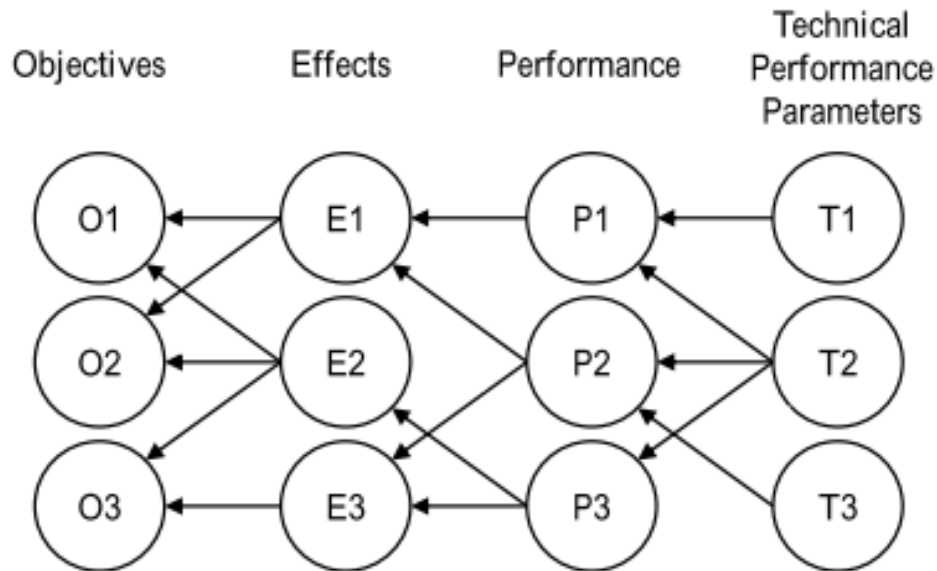 Technical
Objectives Effects Performance Performance
Parameters
O1 E1 P1 T1
O2 E2 P2 T2
O3 E3 P3 T3